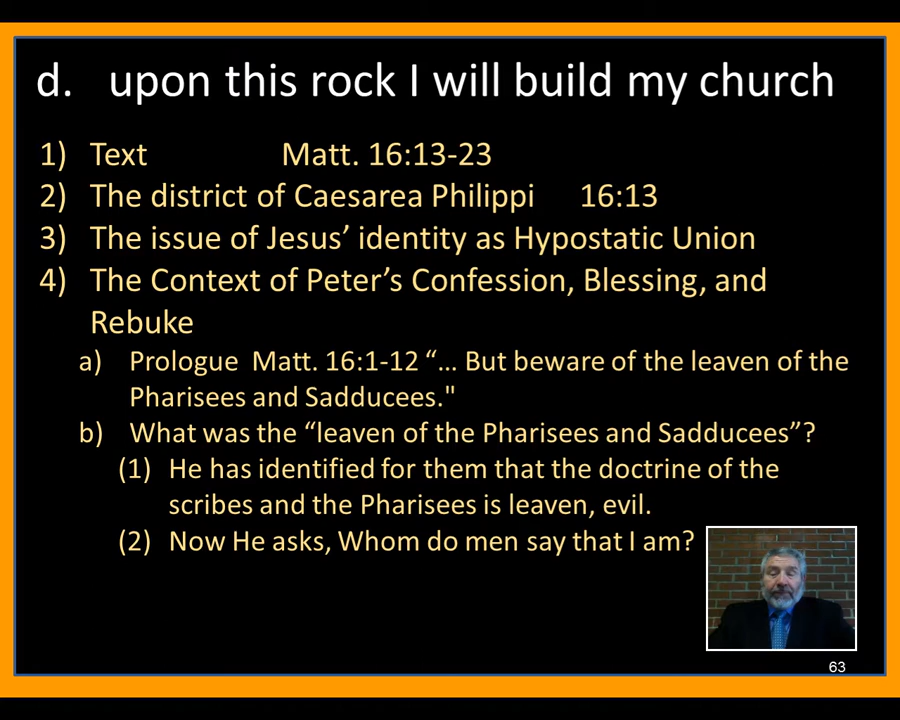 d. upon this rock I will build my church
1) Text Matt. 16:13-23
2) The district of Caesarea Philippi 16:13
3) The issue of Jesus’ identity as Hypostatic Union
4) The Context of Peter’s Confession, Blessing, and
Rebuke
a) Prologue Matt. 16:1-12 “… But beware of the leaven of the
Pharisees and Sadducees."
b) What was the “leaven of the Pharisees and Sadducees”?
(1) He has identified for them that the doctrine of the
scribes and the Pharisees is leaven, evil.
(2) Now He asks, Whom do men say that I am?
63